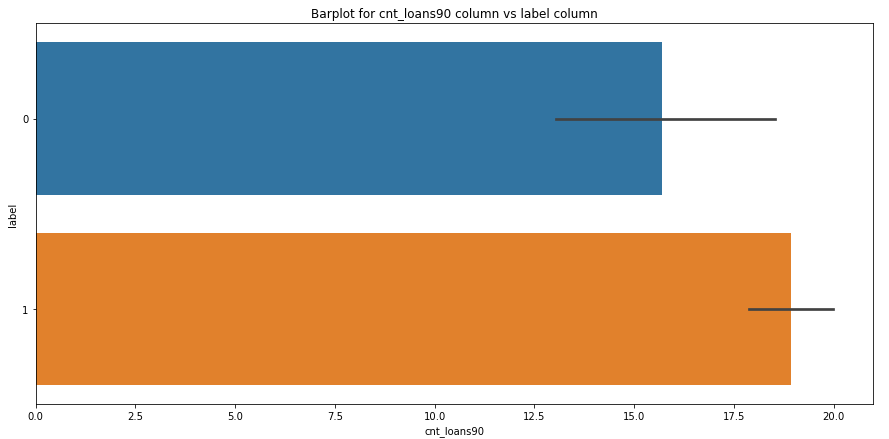 Barplot for cnt_loans90 column vs label column
label
0
1
0.0 2.5 5.0 7.5 10.0 12.5 15.0 17.5 20.0
cnt_loans90